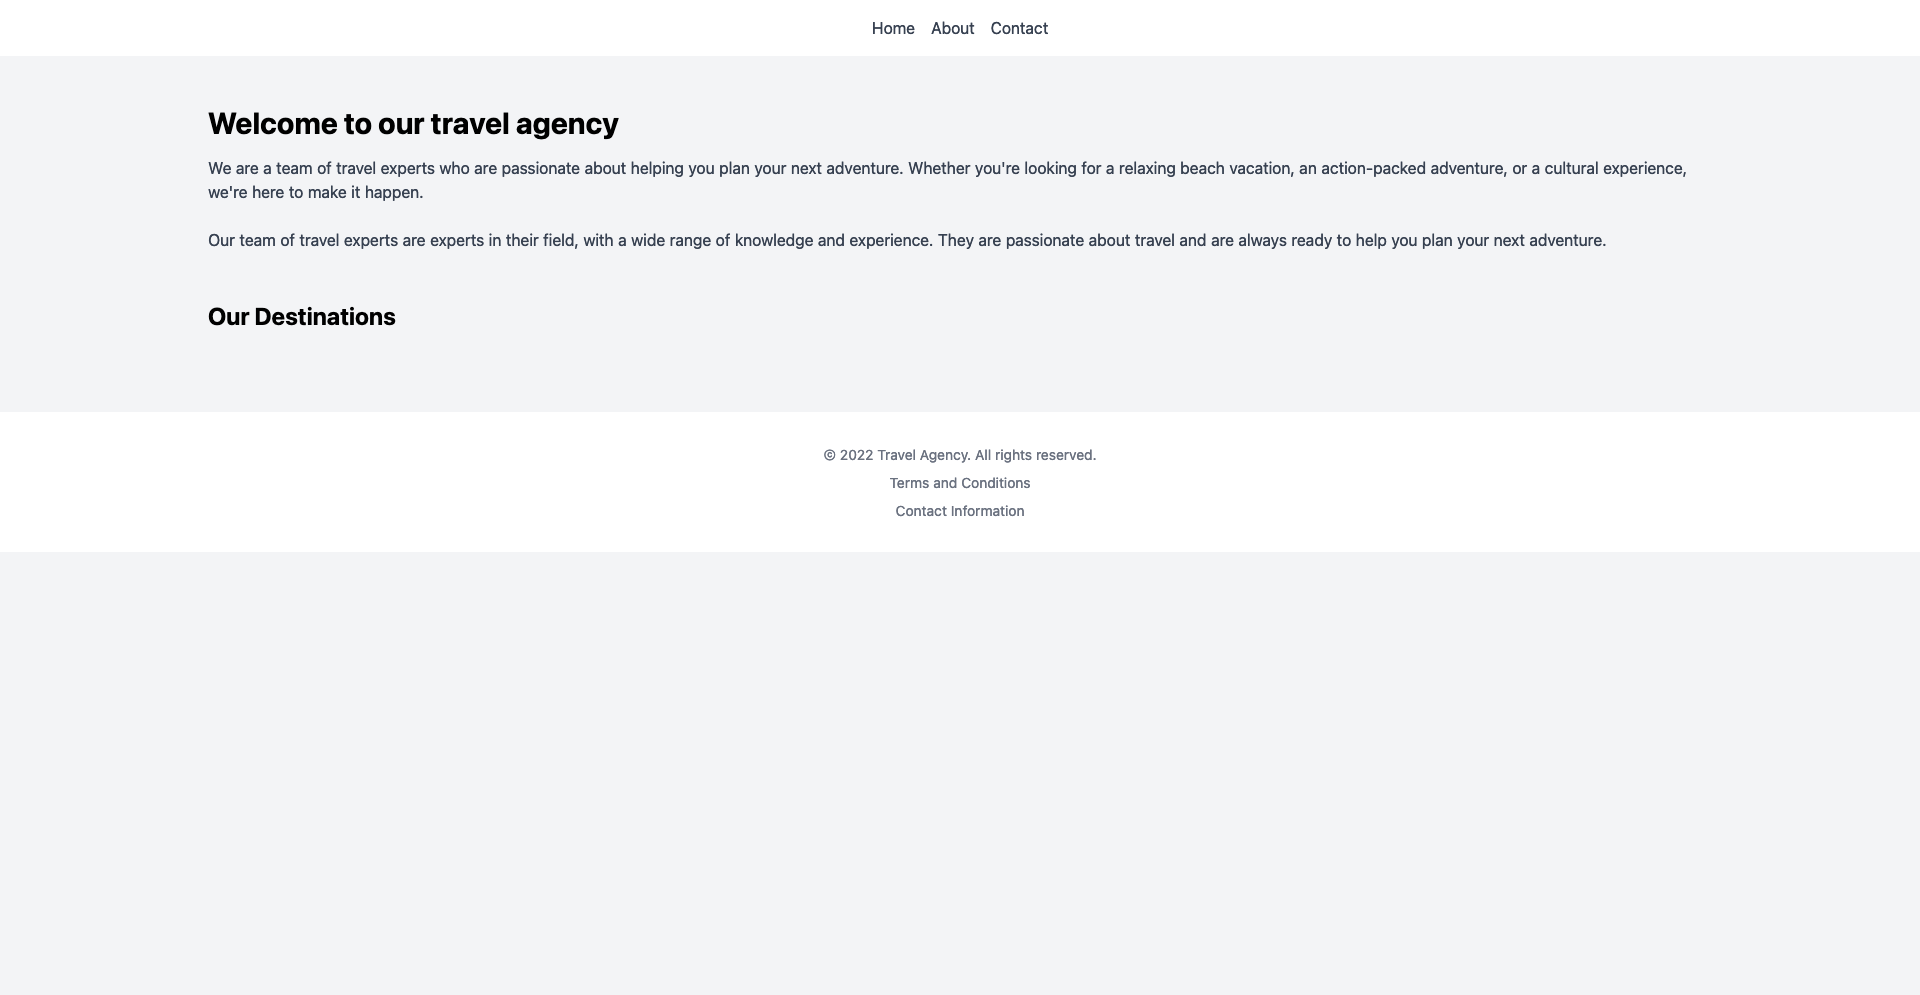 Home About Contact
Welcome to our travel agency
We are a team of travel experts who are passionate about helping you plan your next adventure. Whether you're looking for a relaxing beach vacation, an action-packed adventure, or a cultural experience,
we're here to make it happen.
Our team of travel experts are experts in their field, with a wide range of knowledge and experience. They are passionate about travel and are always ready to help you plan your next adventure.
Our Destinations
© 2022 Travel Agency. All rights reserved.
Terms and Conditions
Contact Information